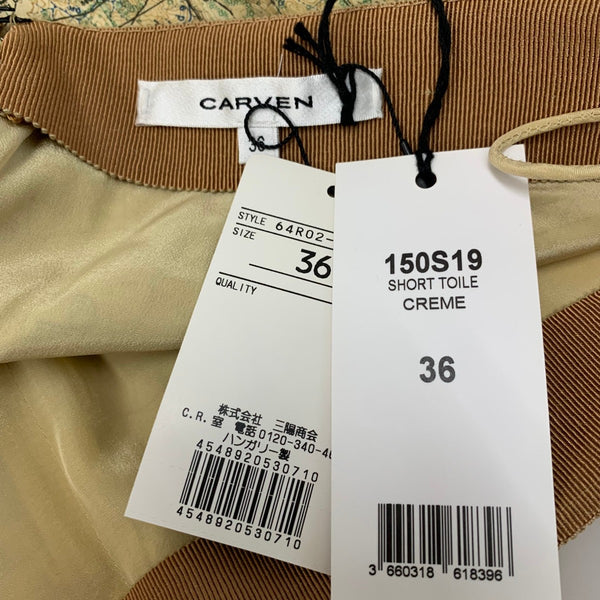 CARVEN
36
STYLE 64R02-
SIZE
36
QUALITY
株式会社 三陽商会
C.R.室 電話0120-340-46
ハンガリー製
4548920530710
4548920530710
150S19
SHORT TOILE
CREME
36
3 660318 618396